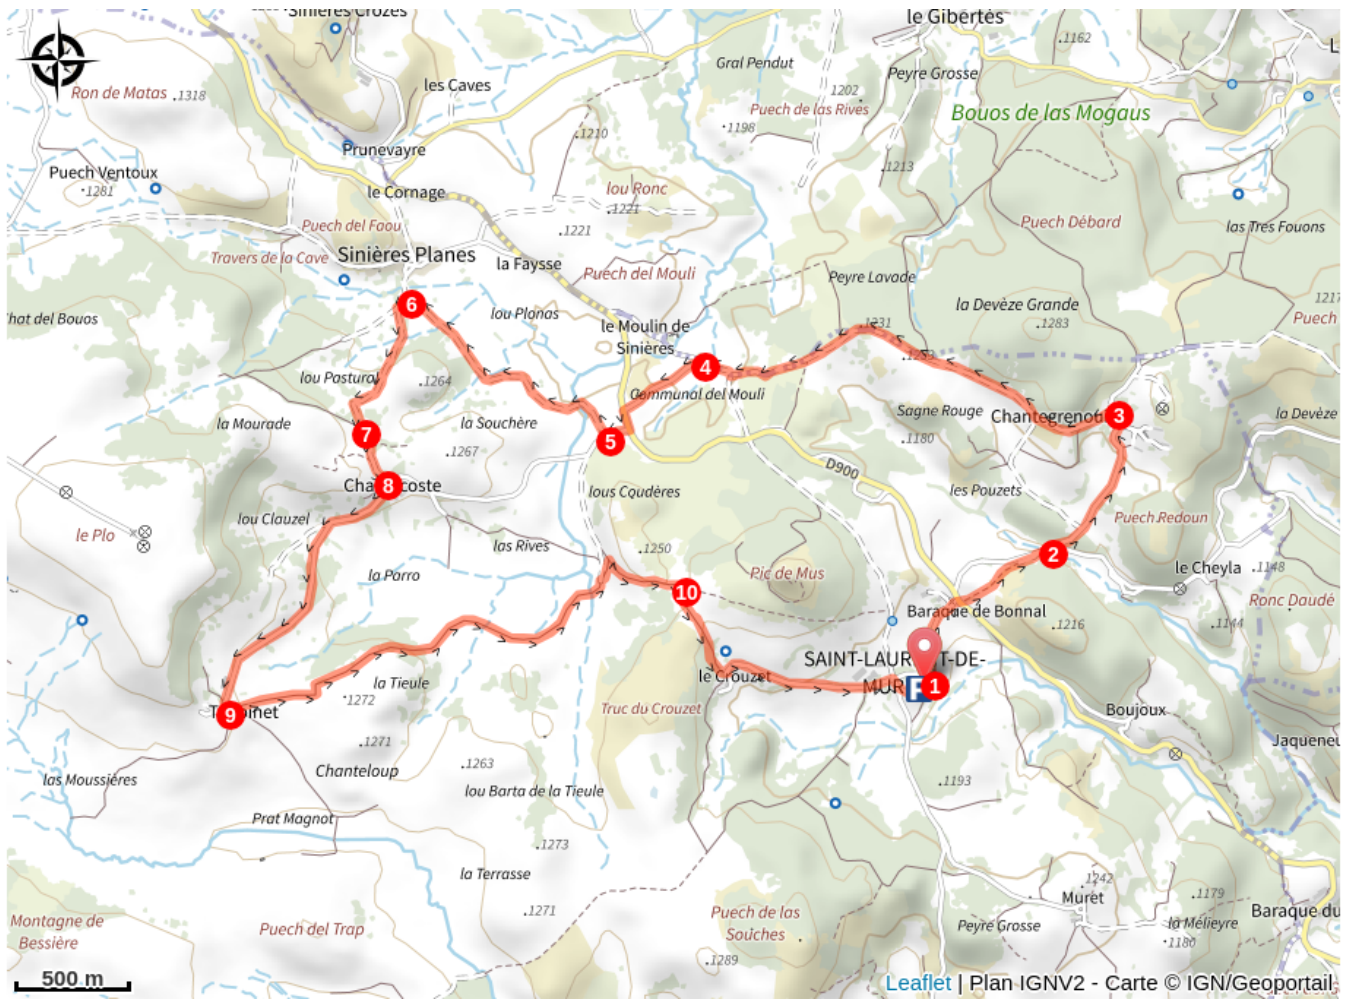 Sinières Crozes
le Gibertès
.1162
Gral Pendut
Peyre Grosse
les Caves
Ron de Matas
.1318
1202
Puech de las Rives
Bouos de las Mogaus
.1198
.1210
Prunevayre
Puech Ventoux
.1281
.1213
le Cornage
lou Ronc
.1221
Puech del Faou
Puech Débard
las Tres Fouons
.1221
Sinières Planes
Travers de la Cave
la Faysse
Puech del Mouli
Peyre Lavade
6
la Devèze Grande
.1283
1217
Puech
lou Plonas
le Moulin de
Sinières
.1231
4
lou Pastural
.1264
Communal del Mouli
Sagne Rouge
3
la Devèze
la Mourade
la Souchère
.1180
7
5
.1267
D900
8
lous Coudères
les Pouzets
lou Clauzel
Puech Redoun
le Plo
las Rives
.1250
2
la Parro
Pic de Mus
le Cheyla
.1148
10
Ronc Daudé
Baraque de Bonnal
.1216
.1144
SAINT-LAURENT-DE-
MURET
P
1
le Crouzet
la Tieule
.1272
Truc du Crouzet
9
Boujoux
.1271
Jaqueneu
las Moussières
Chanteloup
.1263
.1193
lou Barta de la Tieule
Prat Magnot
.1273
la Terrasse
.1242
Muret
.1179
.1271
Puech de las
Souches
Peyre Grosse
la Mélieyre
Baraque du
Montagne de
Bessière
Puech del Trap
.1180
.1289
500 m
Leaflet | Plan IGNV2 - Carte © IGN/Geoportail